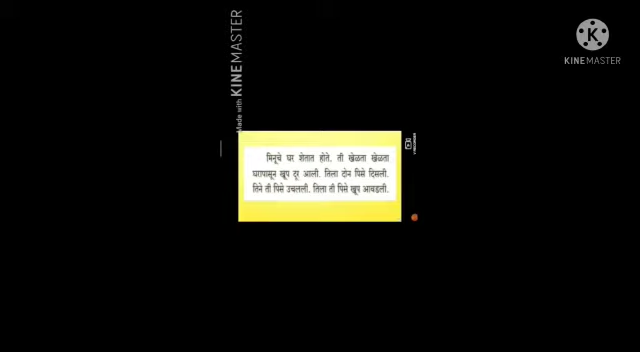 Made with KINEMASTER
KINEMASTER
मिनूचे घर शेतात होते. ती खेळता खेळता
घरापासून खूप दूर आली. तिला दोन पिसे दिसली.
तिने ती पिसे उचलली. तिला ती पिसे खूप आवडली.